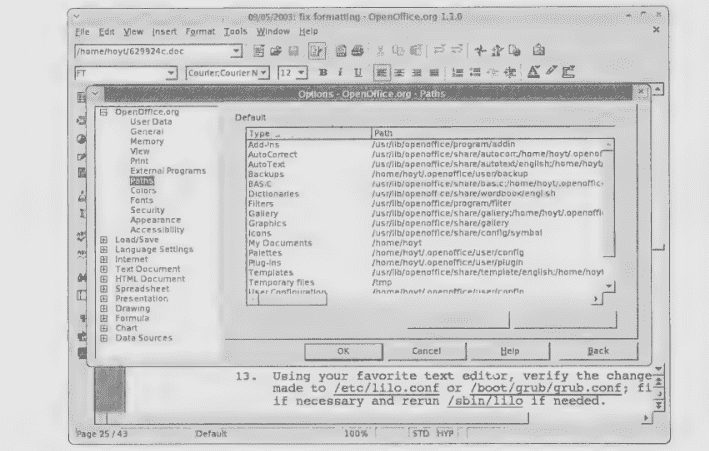 09/05/2003: fix formatting - OpenOffice.org 1.1.0
File Edit View Insert Format Tools Window Help
/home/hoyt/629924c.doc
FT Courier;Courier N 12 B i U
Options - OpenOffice.org - Paths
OpenOffice.org
User Data
General
Memory
View
Print
External Programs
Paths
Colors
Fonts
Security
Appearance
Accessibility
Load/Save
Language Settings
Internet
Text Document
HTML Document
Spreadsheet
Presentation
Drawing
Formula
Chart
Data Sources
Default
Type Path
Add-Ins /usr/lib/openoffice/program/addin
AutoCorrect /usr/lib/openoffice/share/autocorr;/home/hoyt/.openoff
AutoText /usr/lib/openoffice/share/autotext/english;/home/hoyt/
Backups /home/hoyt/.openoffice/user/backup
BASIC /usr/lib/openoffice/share/basic;/home/hoyt/.openoffice/
Dictionaries /usr/lib/openoffice/share/wordbook/english
Filters /usr/lib/openoffice/program/filter
Gallery /usr/lib/openoffice/share/gallery;/home/hoyt/.openoffic
Graphics /usr/lib/openoffice/share/gallery
Icons /usr/lib/openoffice/share/config/symbol
My Documents /home/hoyt
Palettes /home/hoyt/.openoffice/user/config
Plug-Ins /home/hoyt/.openoffice/user/plugin
Templates /usr/lib/openoffice/share/template/english;/home/hoyt
Temporary files /tmp
User Configuration /home/hoyt/.openoffice/user/config
OK Cancel Help Back
13. Using your favorite text editor, verify the change
made to /etc/lilo.conf or /boot/grub/grub.conf; fi
if necessary and rerun /sbin/lilo if needed.
Page 25 / 43 Default 100% STD HYP